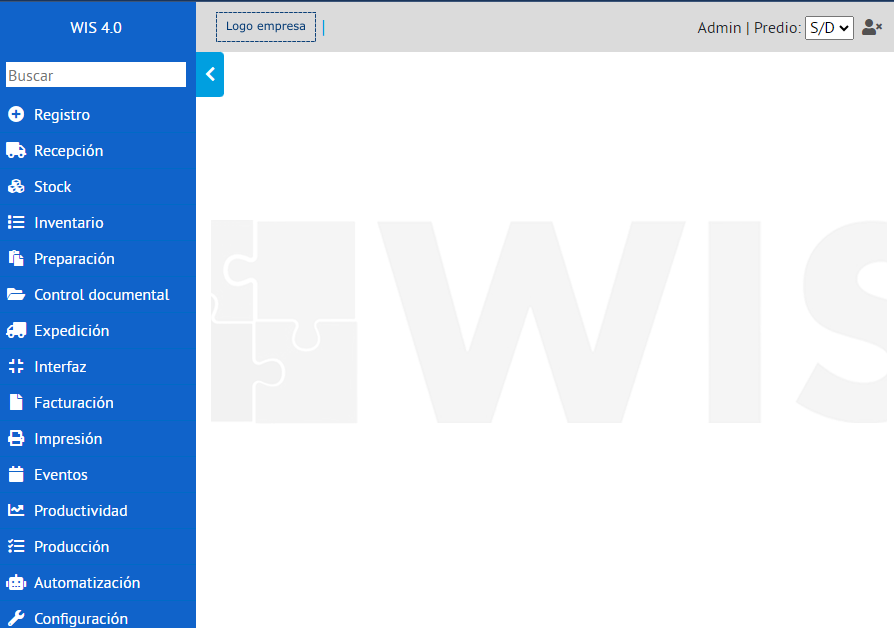 WIS 4.0
Logo empresa
Admin | Predio: S/D
Buscar
Registro
Recepción
Stock
Inventario
Preparación
Control documental
Expedición
Interfaz
Facturación
Impresión
Eventos
Productividad
Producción
Automatización
Configuración
WIS